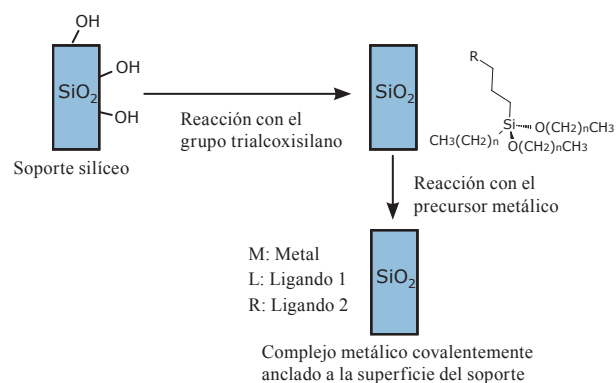 OH
OH
SiO2
OH
Soporte silíceo
Reacción con el
grupo trialcoxisilano
SiO2
R
Si
O(CH2)nCH3
CH3(CH2)n
O(CH2)nCH3
Reacción con el
precursor metálico
M: Metal
L: Ligando 1
R: Ligando 2
SiO2
Complejo metálico covalentemente
anclado a la superficie del soporte